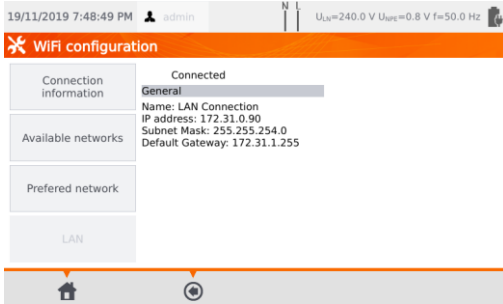 19/11/2019 7:48:49 PM admin N L ULN=240.0 V UNPE=0.8 V f=50.0 Hz
WiFi configuration
Connection
information
Available networks
Prefered network
LAN
Connected
General
Name: LAN Connection
IP address: 172.31.0.90
Subnet Mask: 255.255.254.0
Default Gateway: 172.31.1.255